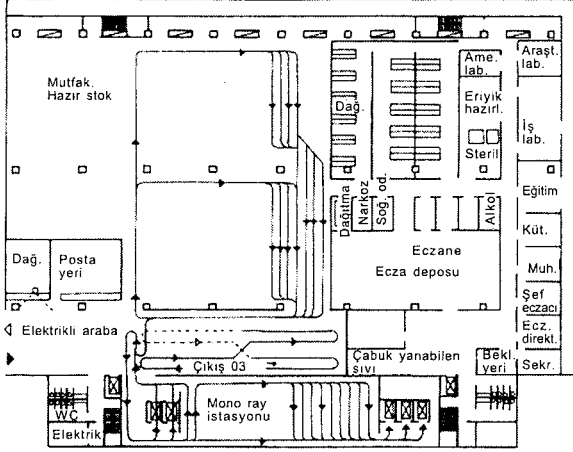 Mutfak.
Hazır stok
Dağ.
Ame.
lab.
Araşt.
lab.
Eriyik
hazırl.
Steril
İş
lab.
Dağıtma
Narkoz
Soğ. od.
Alkol
Eğitim
Küt.
Muh.
Şef
eczacı
Ecz.
direkt.
Sekr.
Eczane
Ecza deposu
Dağ.
Posta
yeri
Elektrikli araba
Çıkış 03
Çabuk yanabilen
sıvı
Bekl.
yeri
Mono ray
istasyonu
WC
Elektrik